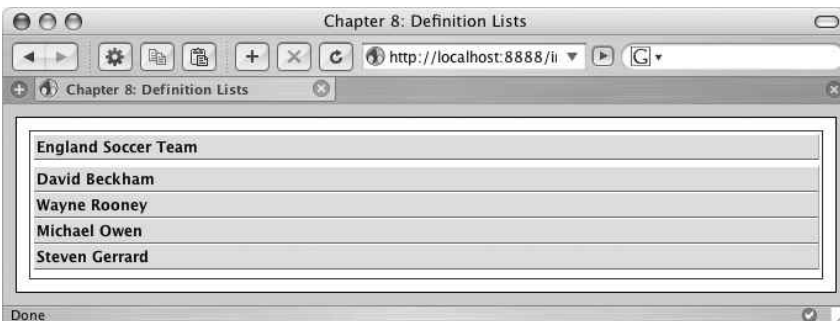 Chapter 8: Definition Lists
http://localhost:8888/i
G
Chapter 8: Definition Lists
England Soccer Team
David Beckham
Wayne Rooney
Michael Owen
Steven Gerrard
Done